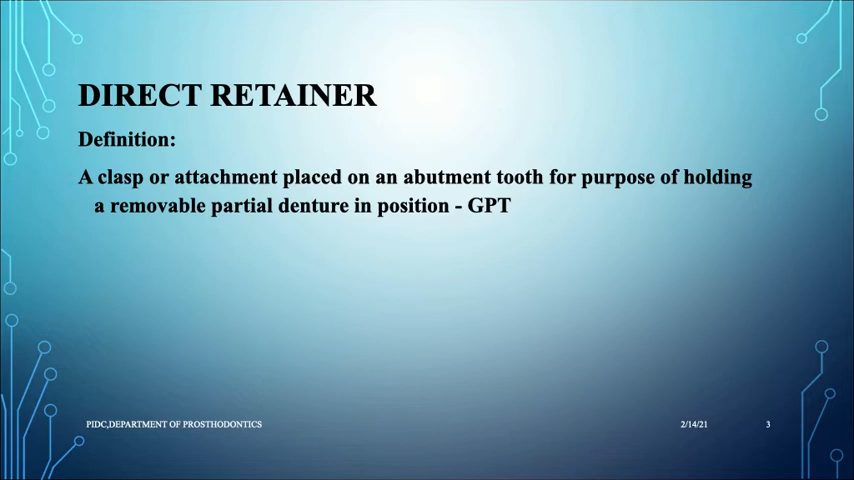 DIRECT RETAINER
Definition:
A clasp or attachment placed on an abutment tooth for purpose of holding
a removable partial denture in position - GPT
PIDC,DEPARTMENT OF PROSTHODONTICS
2/14/21
3